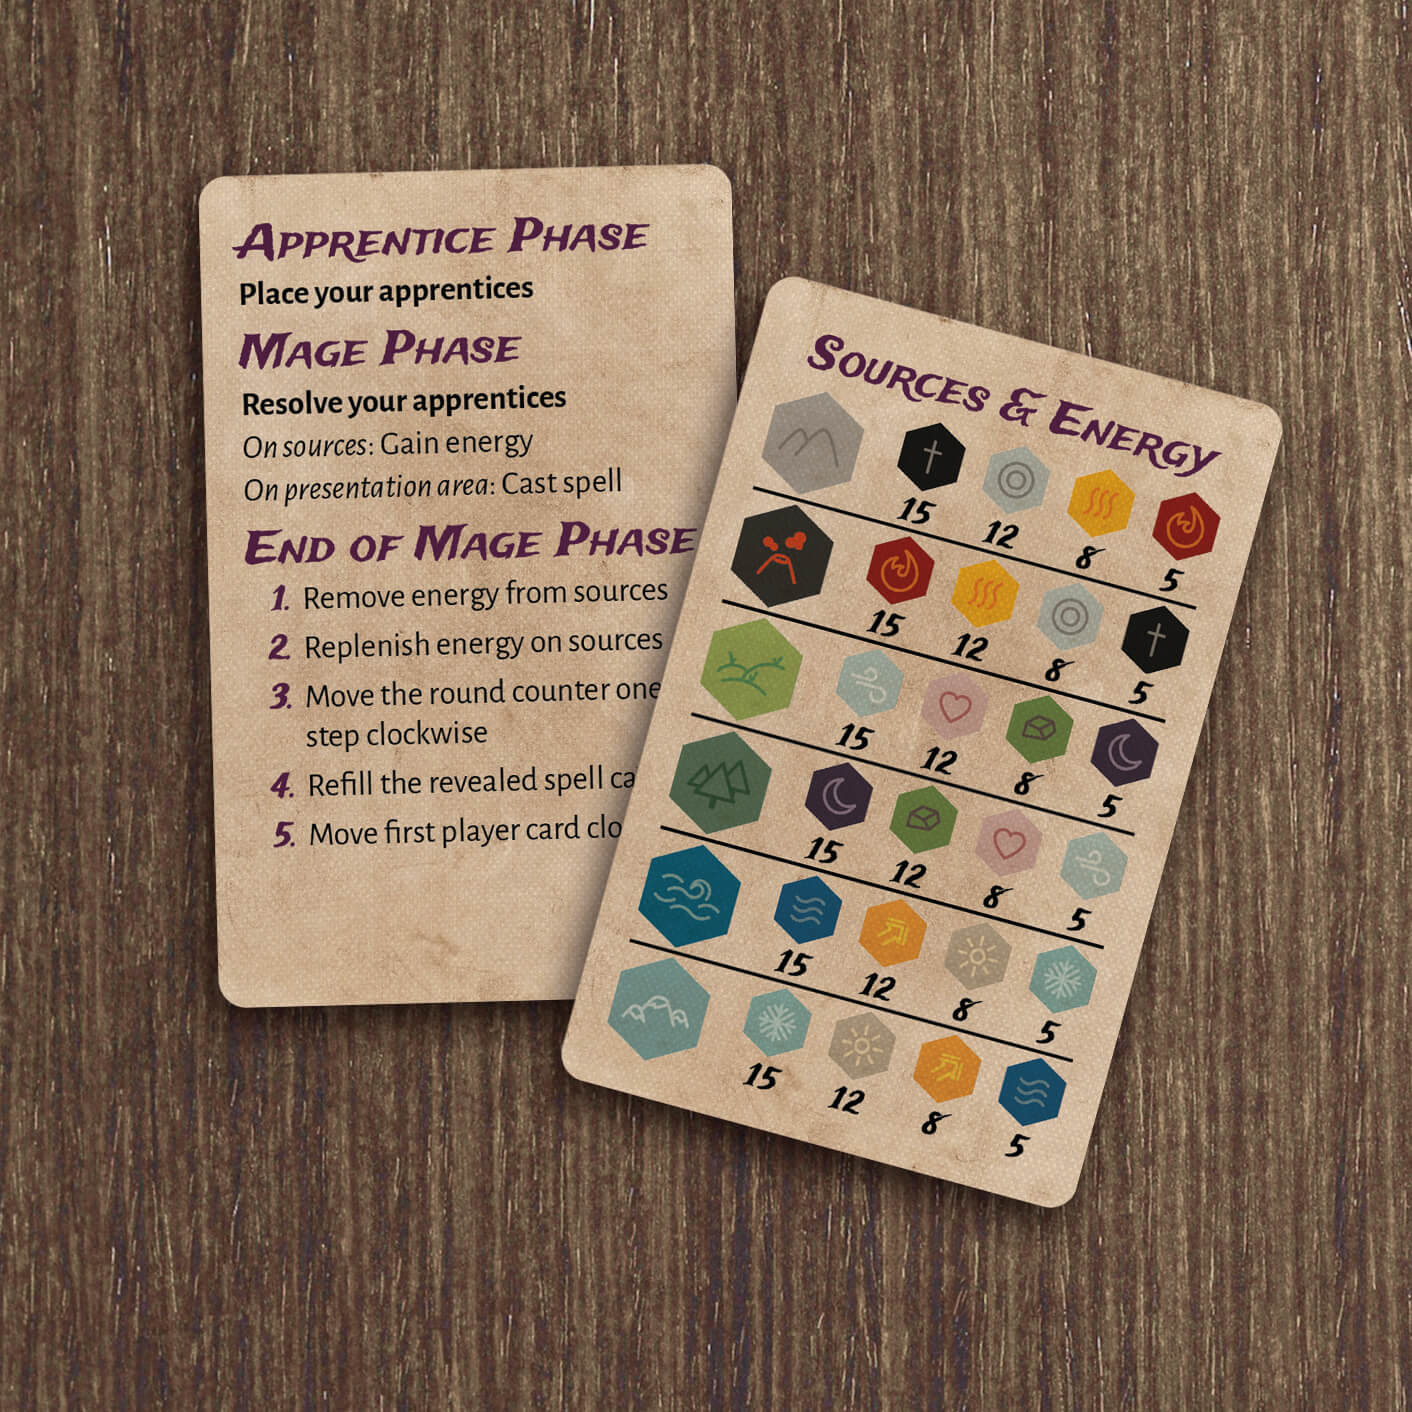 Apprentice Phase
Place your apprentices
Mage Phase
Resolve your apprentices
On sources: Gain energy
On presentation area: Cast spell
End of Mage Phase
1. Remove energy from sources
2. Replenish energy on sources
3. Move the round counter one
step clockwise
4. Refill the revealed spell
5. Move first player card
Sources & Energy
15 12 8 5
15 12 8 5
15 12 8 5
15 12 8 5
15 12 8 5
15 12 8 5